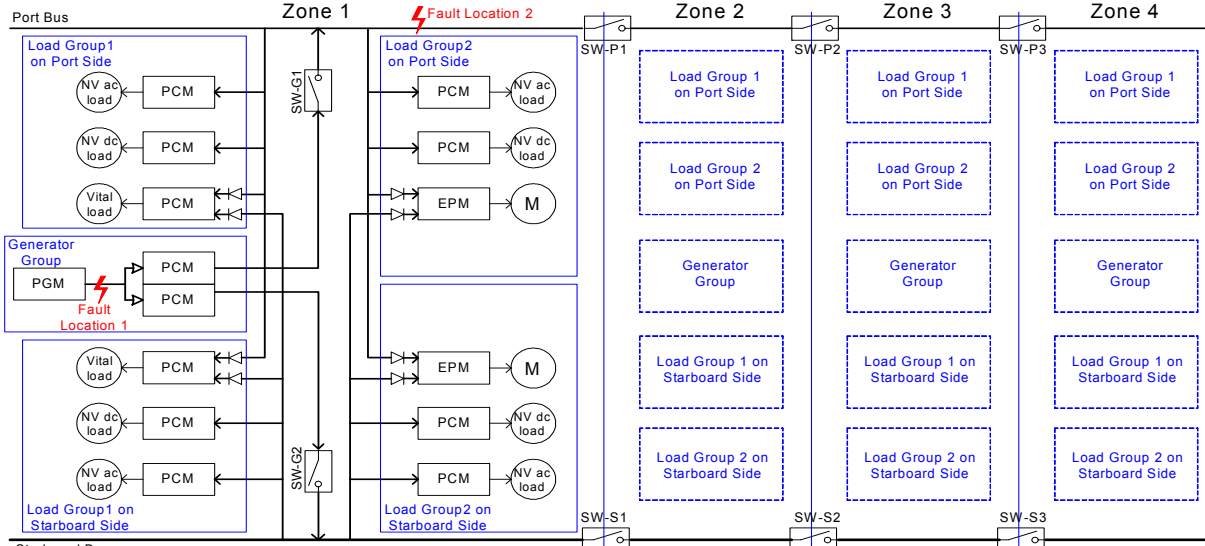 Port Bus
Zone 1
Fault Location 2
Zone 2
Zone 3
Zone 4
SW-P1
SW-P2
SW-P3
Load Group1
on Port Side
NV ac
load
PCM
NV dc
load
PCM
Vital
load
PCM
SW-G1
Load Group2
on Port Side
PCM
NV ac
load
PCM
NV dc
load
EPM
M
Generator
Group
PGM
Fault
Location 1
PCM
PCM
Vital
load
PCM
NV dc
load
PCM
NV ac
load
PCM
Load Group1 on
Starboard Side
SW-G2
EPM
M
PCM
NV dc
load
PCM
NV ac
load
Load Group2 on
Starboard Side
Load Group 1
on Port Side
Load Group 2
on Port Side
Generator
Group
Load Group 1 on
Starboard Side
Load Group 2 on
Starboard Side
Load Group 1
on Port Side
Load Group 2
on Port Side
Generator
Group
Load Group 1 on
Starboard Side
Load Group 2 on
Starboard Side
Load Group 1
on Port Side
Load Group 2
on Port Side
Generator
Group
Load Group 1 on
Starboard Side
Load Group 2 on
Starboard Side
SW-S1
SW-S2
SW-S3